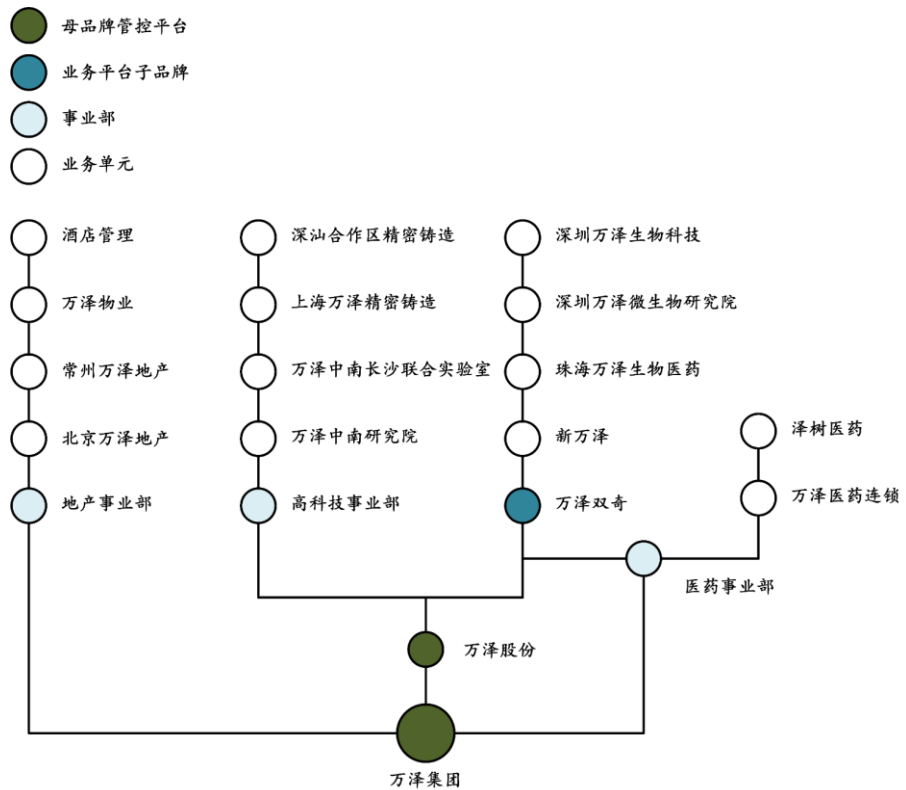 母品牌管控平台
业务平台子品牌
事业部
业务单元
酒店管理
深汕合作区精密铸造
深圳万泽生物科技
万泽物业
上海万泽精密铸造
深圳万泽微生物研究院
常州万泽地产
万泽中南长沙联合实验室
珠海万泽生物医药
北京万泽地产
万泽中南研究院
新万泽
泽树医药
地产事业部
高科技事业部
万泽双奇
万泽医药连锁
医药事业部
万泽股份
万泽集团